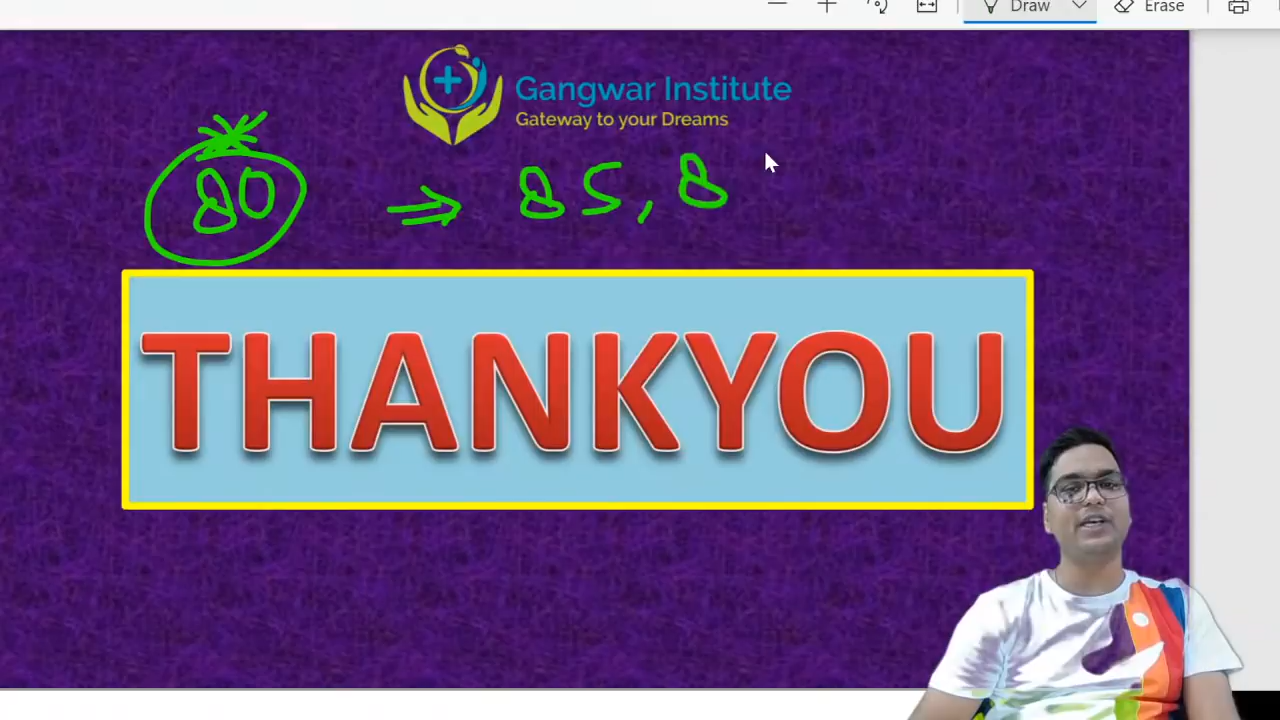 Draw Erase
Gangwar Institute
Gateway to your Dreams
80 ⇒ 85, 8
THANKYOU